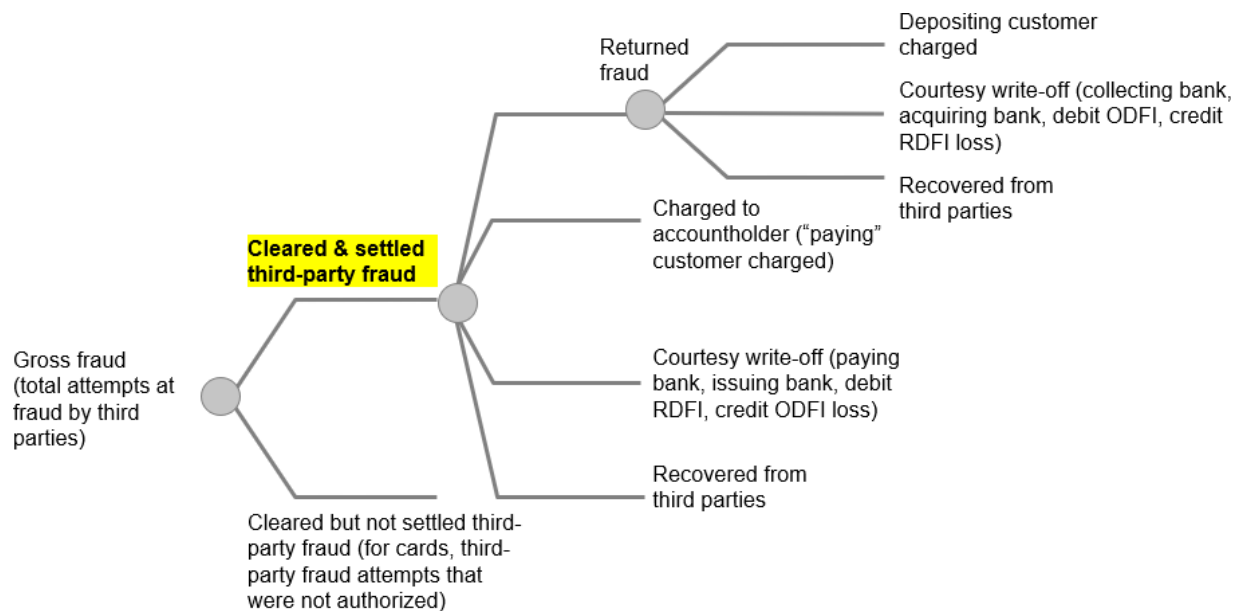 Depositing customer
charged
Returned
fraud
Courtesy write-off (collecting bank,
acquiring bank, debit ODFI, credit
RDFI loss)
Recovered from
third parties
Charged to
accountholder (“paying”
customer charged)
Cleared & settled
third-party fraud
Gross fraud
(total attempts at
fraud by third
parties)
Courtesy write-off (paying
bank, issuing bank, debit
RDFI, credit ODFI loss)
Recovered from
third parties
Cleared but not settled third-
party fraud (for cards, third-
party fraud attempts that
were not authorized)